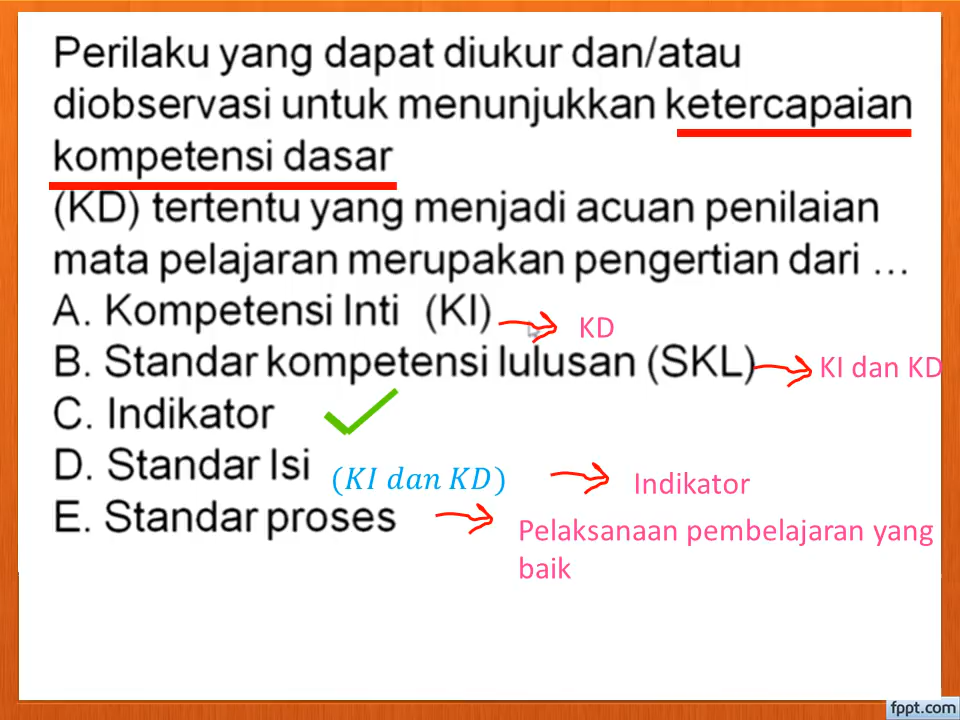 Perilaku yang dapat diukur dan/atau
diobservasi untuk menunjukkan ketercapaian
kompetensi dasar
(KD) tertentu yang menjadi acuan penilaian
mata pelajaran merupakan pengertian dari ...
A. Kompetensi Inti (KI)
KD
B. Standar kompetensi lulusan (SKL)
KI dan KD
C. Indikator
D. Standar Isi
(KI dan KD)
Indikator
E. Standar proses
Pelaksanaan pembelajaran yang
baik
fppt.com